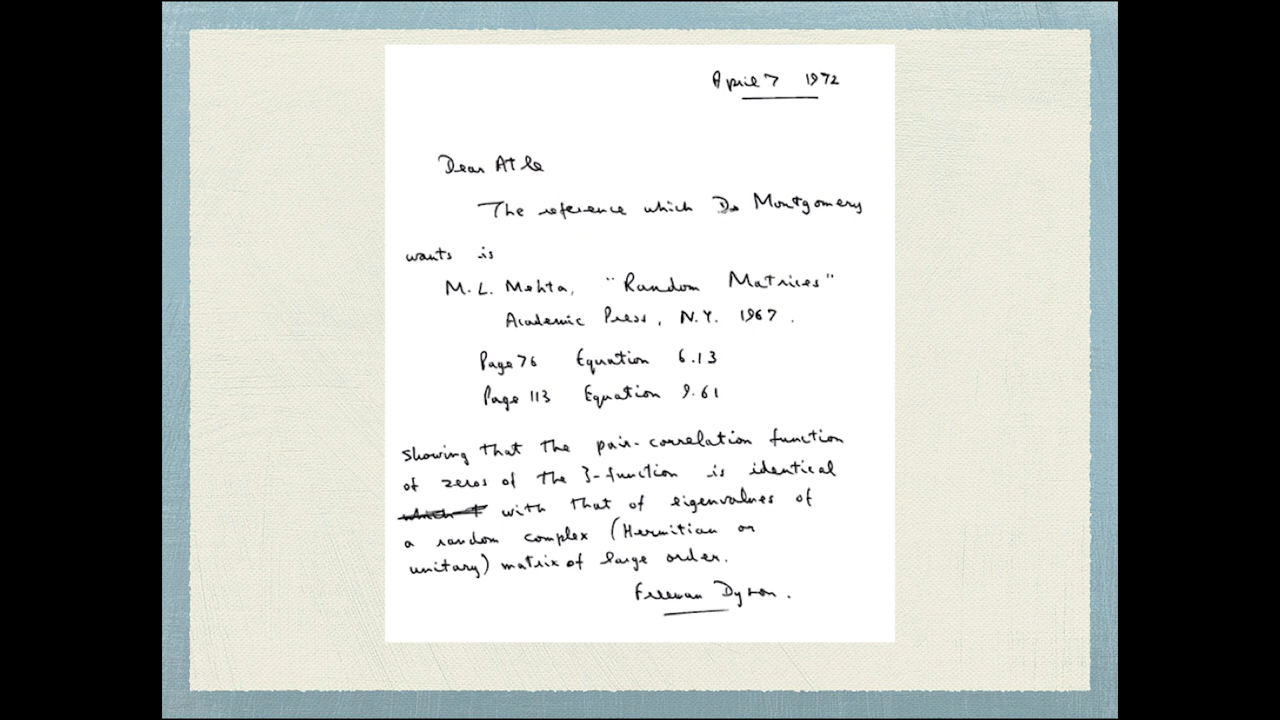 April 7 1972
Dear Atle
The reference which Dr Montgomery
wants is
M. L. Mehta, "Random Matrices"
Academic Press, N.Y. 1967.
Page 76 Equation 6.13
Page 113 Equation 9.61
Showing that the pair-correlation function
of zeros of the ζ-function is identical
with that of eigenvalues of
a random complex (Hermitian or
unitary) matrix of large order.
Freeman Dyson.